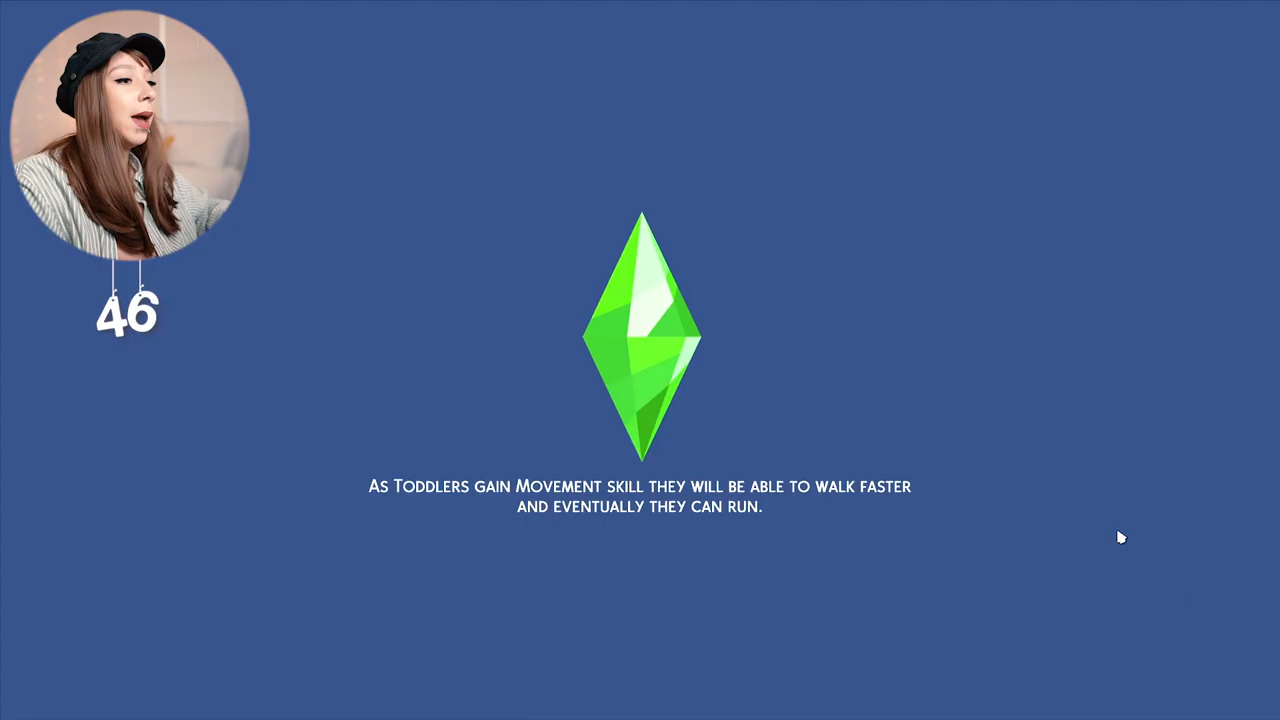 46
As Toddlers gain Movement skill they will be able to walk faster
and eventually they can run.